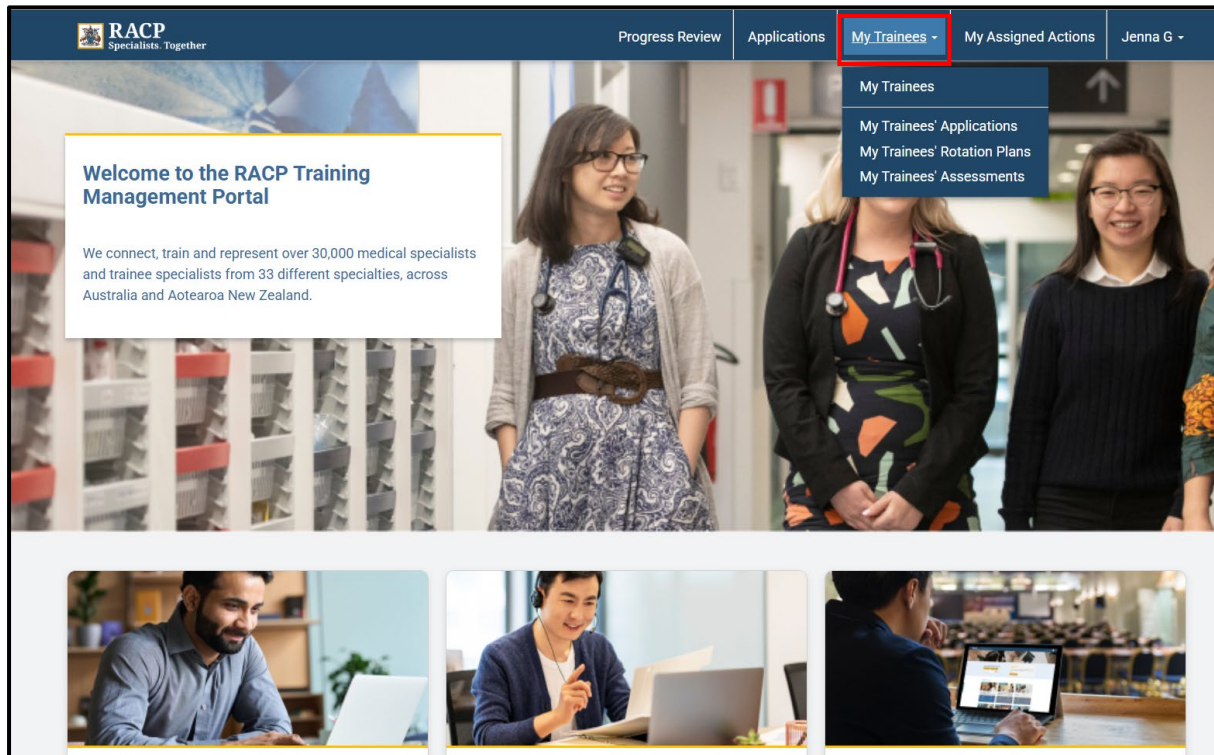 RACP
Specialists. Together
Progress Review
Applications
My Trainees
My Assigned Actions
Jenna G
My Trainees
My Trainees' Applications
My Trainees' Rotation Plans
My Trainees' Assessments
Welcome to the RACP Training
Management Portal
We connect, train and represent over 30,000 medical specialists
and trainee specialists from 33 different specialties, across
Australia and Aotearoa New Zealand.